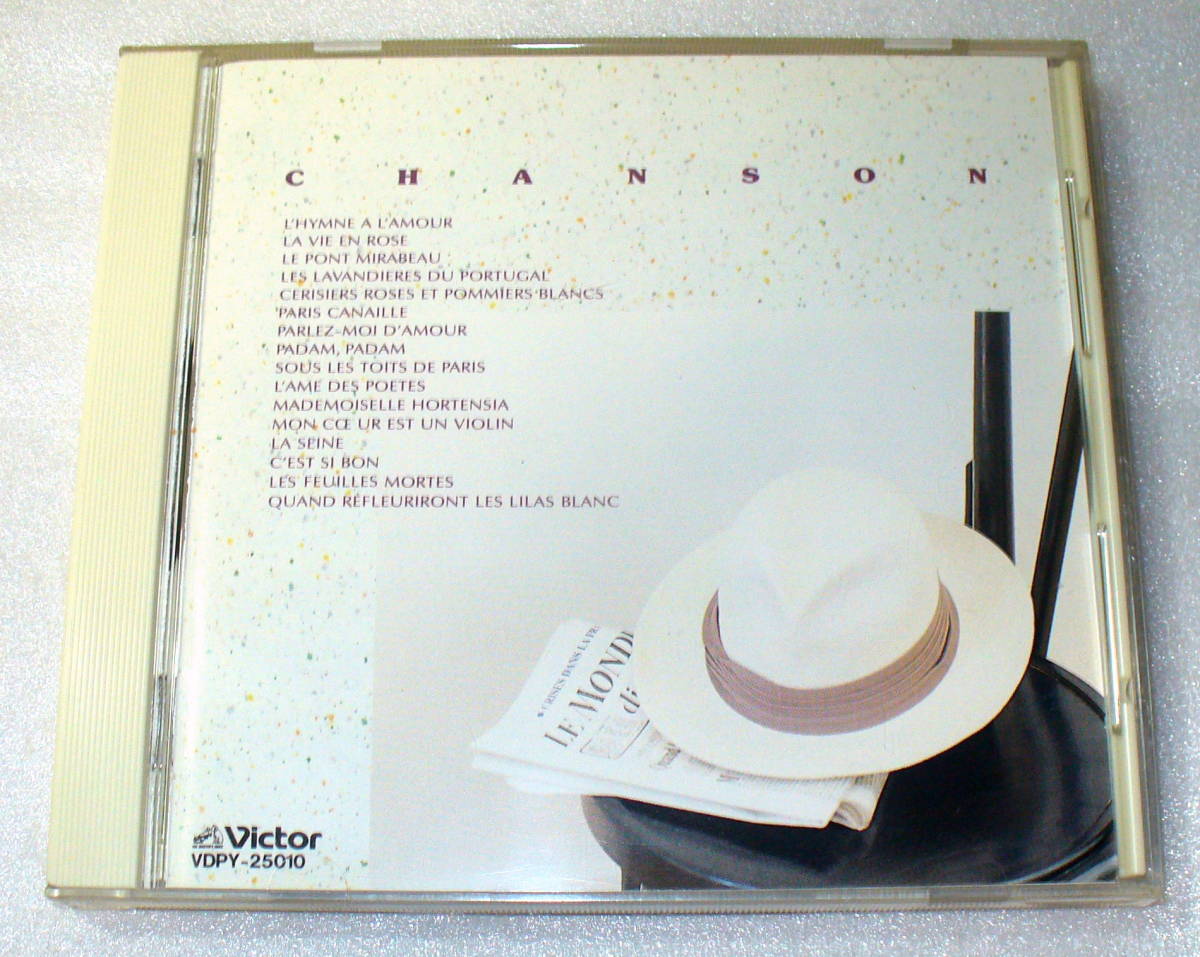 CHANSON
L'HYMNE A L'AMOUR
LA VIE EN ROSE
LE PONT MIRABEAU
LES LAVANDIERES DU PORTUGAL
CERISIERS ROSES ET POMMIERS BLANCS
PARIS CANAILLE
PARLEZ-MOI D'AMOUR
PADAM, PADAM
SOUS LES TOITS DE PARIS
L'AME DES POETES
MADEMOISELLE HORTENSIA
MON CŒ UR EST UN VIOLIN
LA SEINE
C'EST SI BON
LES FEUILLES MORTES
QUAND REFLEURIRONT LES LILAS BLANC
CRISES DANS LA
LE MONDE
Victor
VDPY-25010